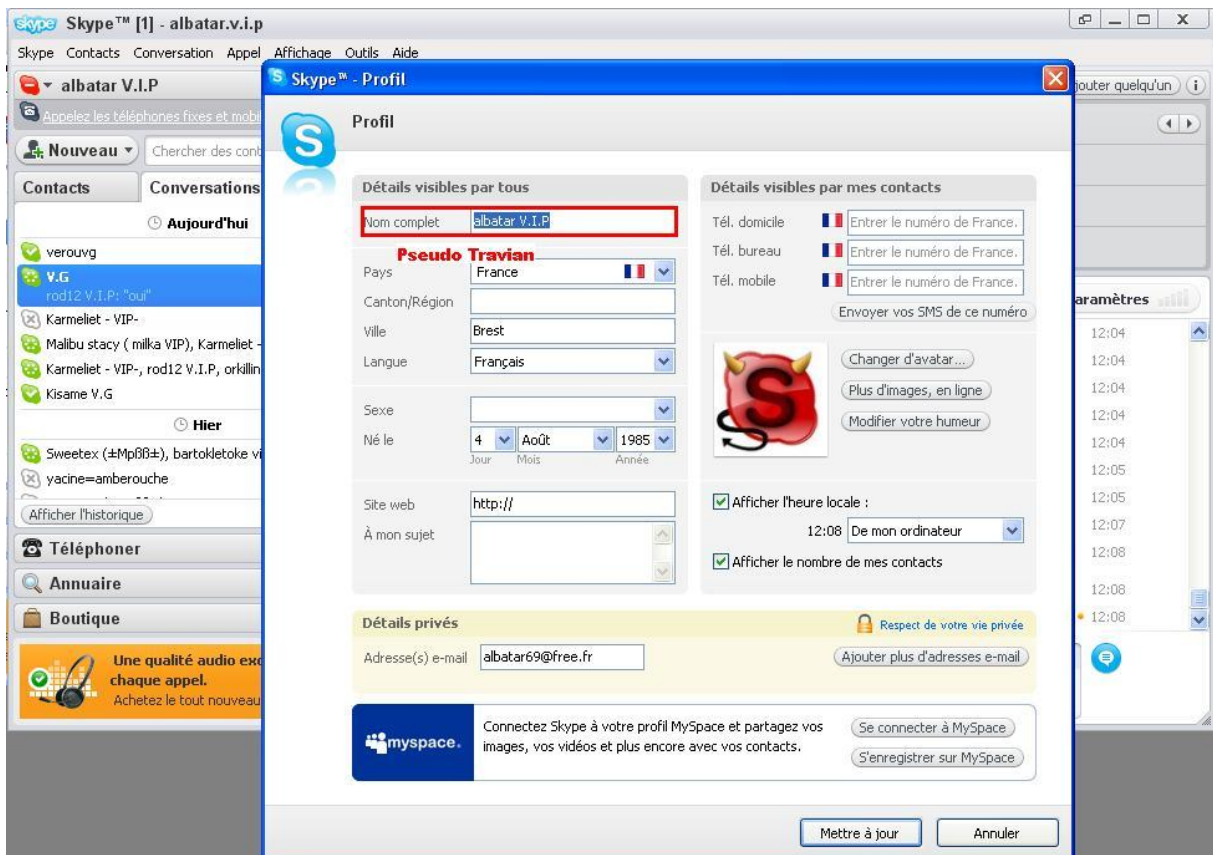 Skype™ [1] - albatar.v.i.p
Skype Contacts Conversation Appel Affichage Outils Aide
albatar V.I.P
Appelez les téléphones fixes et mobi
Nouveau
Chercher des cont
Contacts
Conversations
Aujourd'hui
verouvg
V.G
rod12 V.I.P: "oui"
Karmeliet - VIP-
Malibu stacy ( milka VIP), Karmeliet -
Karmeliet - VIP-, rod12 V.I.P, orkillin
Kisame V.G
Hier
Sweetex (±Mpßß±), bartokletoke vi
yacine=amberouche
Afficher l'historique
Téléphoner
Annuaire
Boutique
Une qualité audio exc
chaque appel.
Achetez le tout nouveau
Skype™ - Profil
Profil
Détails visibles par tous
Nom complet albatar V.I.P
Pseudo Travian
Pays France
Canton/Région
Ville Brest
Langue Français
Sexe
Né le 4 Août 1985
Jour Mois Année
Site web http://
À mon sujet
Détails visibles par mes contacts
Tél. domicile Entrer le numéro de France.
Tél. bureau Entrer le numéro de France.
Tél. mobile Entrer le numéro de France.
Envoyer vos SMS de ce numéro
Changer d'avatar...
Plus d'images, en ligne
Modifier votre humeur
Afficher l'heure locale :
12:08 De mon ordinateur
Afficher le nombre de mes contacts
Détails privés
Respect de votre vie privée
Adresse(s) e-mail albatar69@free.fr
Ajouter plus d'adresses e-mail
myspace.
Connectez Skype à votre profil MySpace et partagez vos
images, vos vidéos et plus encore avec vos contacts.
Se connecter à MySpace
S'enregistrer sur MySpace
Mettre à jour
Annuler
jouter quelqu'un
aramètres
12:04
12:04
12:04
12:04
12:04
12:05
12:05
12:07
12:08
12:08
12:08